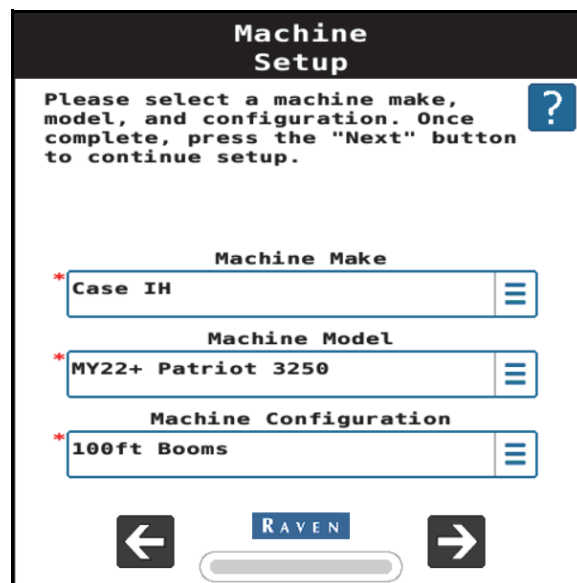 Machine
Setup
Please select a machine make,
model, and configuration. Once
complete, press the "Next" button
to continue setup.
?
Machine Make
*
Case IH
Machine Model
*
MY22+ Patriot 3250
Machine Configuration
*
100ft Booms
RAVEN